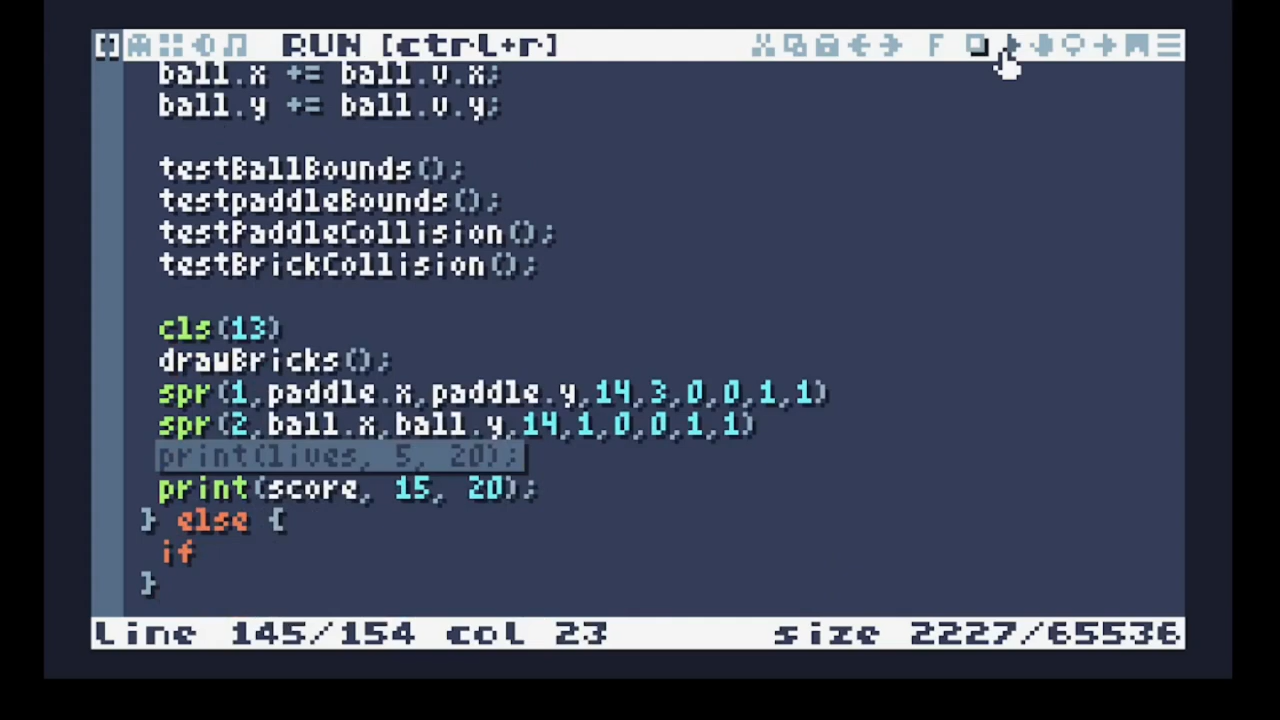 RUN [ctrl+r] F
ball.x += ball.v.x;
ball.y += ball.v.y;
testBallBounds();
testpaddleBounds();
testPaddleCollision();
testBrickCollision();
cls(13)
drawBricks();
spr(1,paddle.x,paddle.y,14,3,0,0,1,1)
spr(2,ball.x,ball.y,14,1,0,0,1,1)
print(lives, 5, 20);
print(score, 15, 20);
} else {
if
}
line 145/154 col 23 size 2227/65536